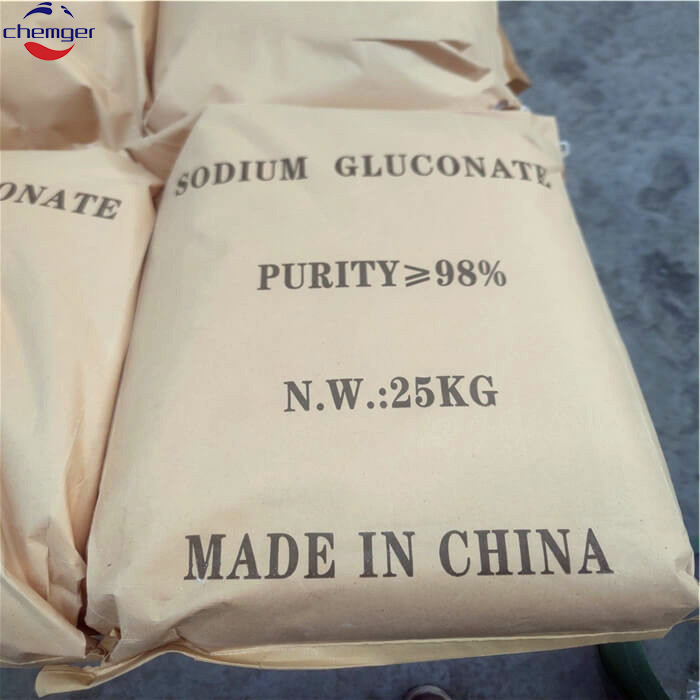 chemger
SODIUM GLUCONATE
ONATE
PURITY≥98%
N.W.:25KG
MADE IN CHINA